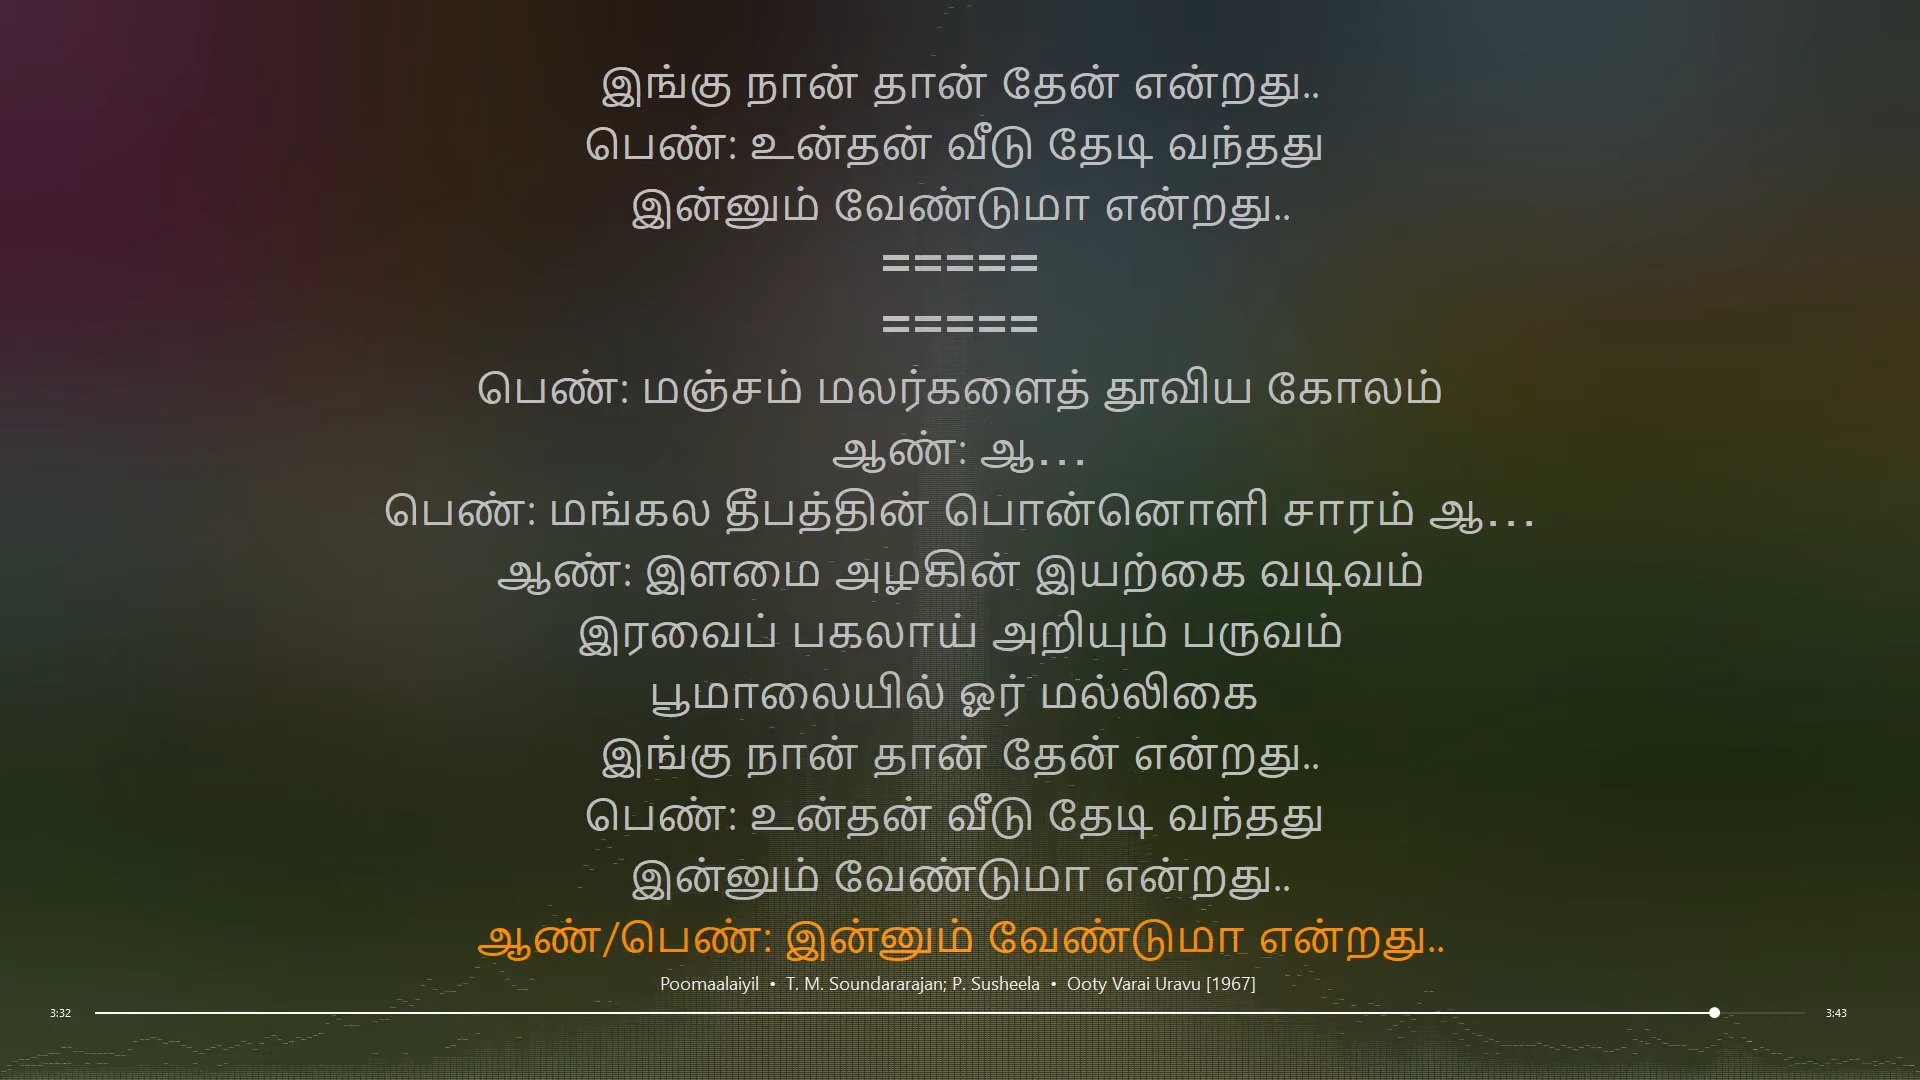 இங்கு நான் தான் தேன் என்றது..
பெண்: உன்தன் வீடு தேடி வந்தது
இன்னும் வேண்டுமா என்றது..
=====
=====
பெண்: மஞ்சம் மலர்களைத் தூவிய கோலம்
ஆண்: ஆ...
பெண்: மங்கல தீபத்தின் பொன்னொளி சாரம் ஆ...
ஆண்: இளமை அழகின் இயற்கை வடிவம்
இரவைப் பகலாய் அறியும் பருவம்
பூமாலையில் ஓர் மல்லிகை
இங்கு நான் தான் தேன் என்றது..
பெண்: உன்தன் வீடு தேடி வந்தது
இன்னும் வேண்டுமா என்றது..
ஆண்/பெண்: இன்னும் வேண்டுமா என்றது..
Poomaalaiyil • T. M. Soundararajan; P. Susheela • Ooty Varai Uravu [1967]
3:32 3:43